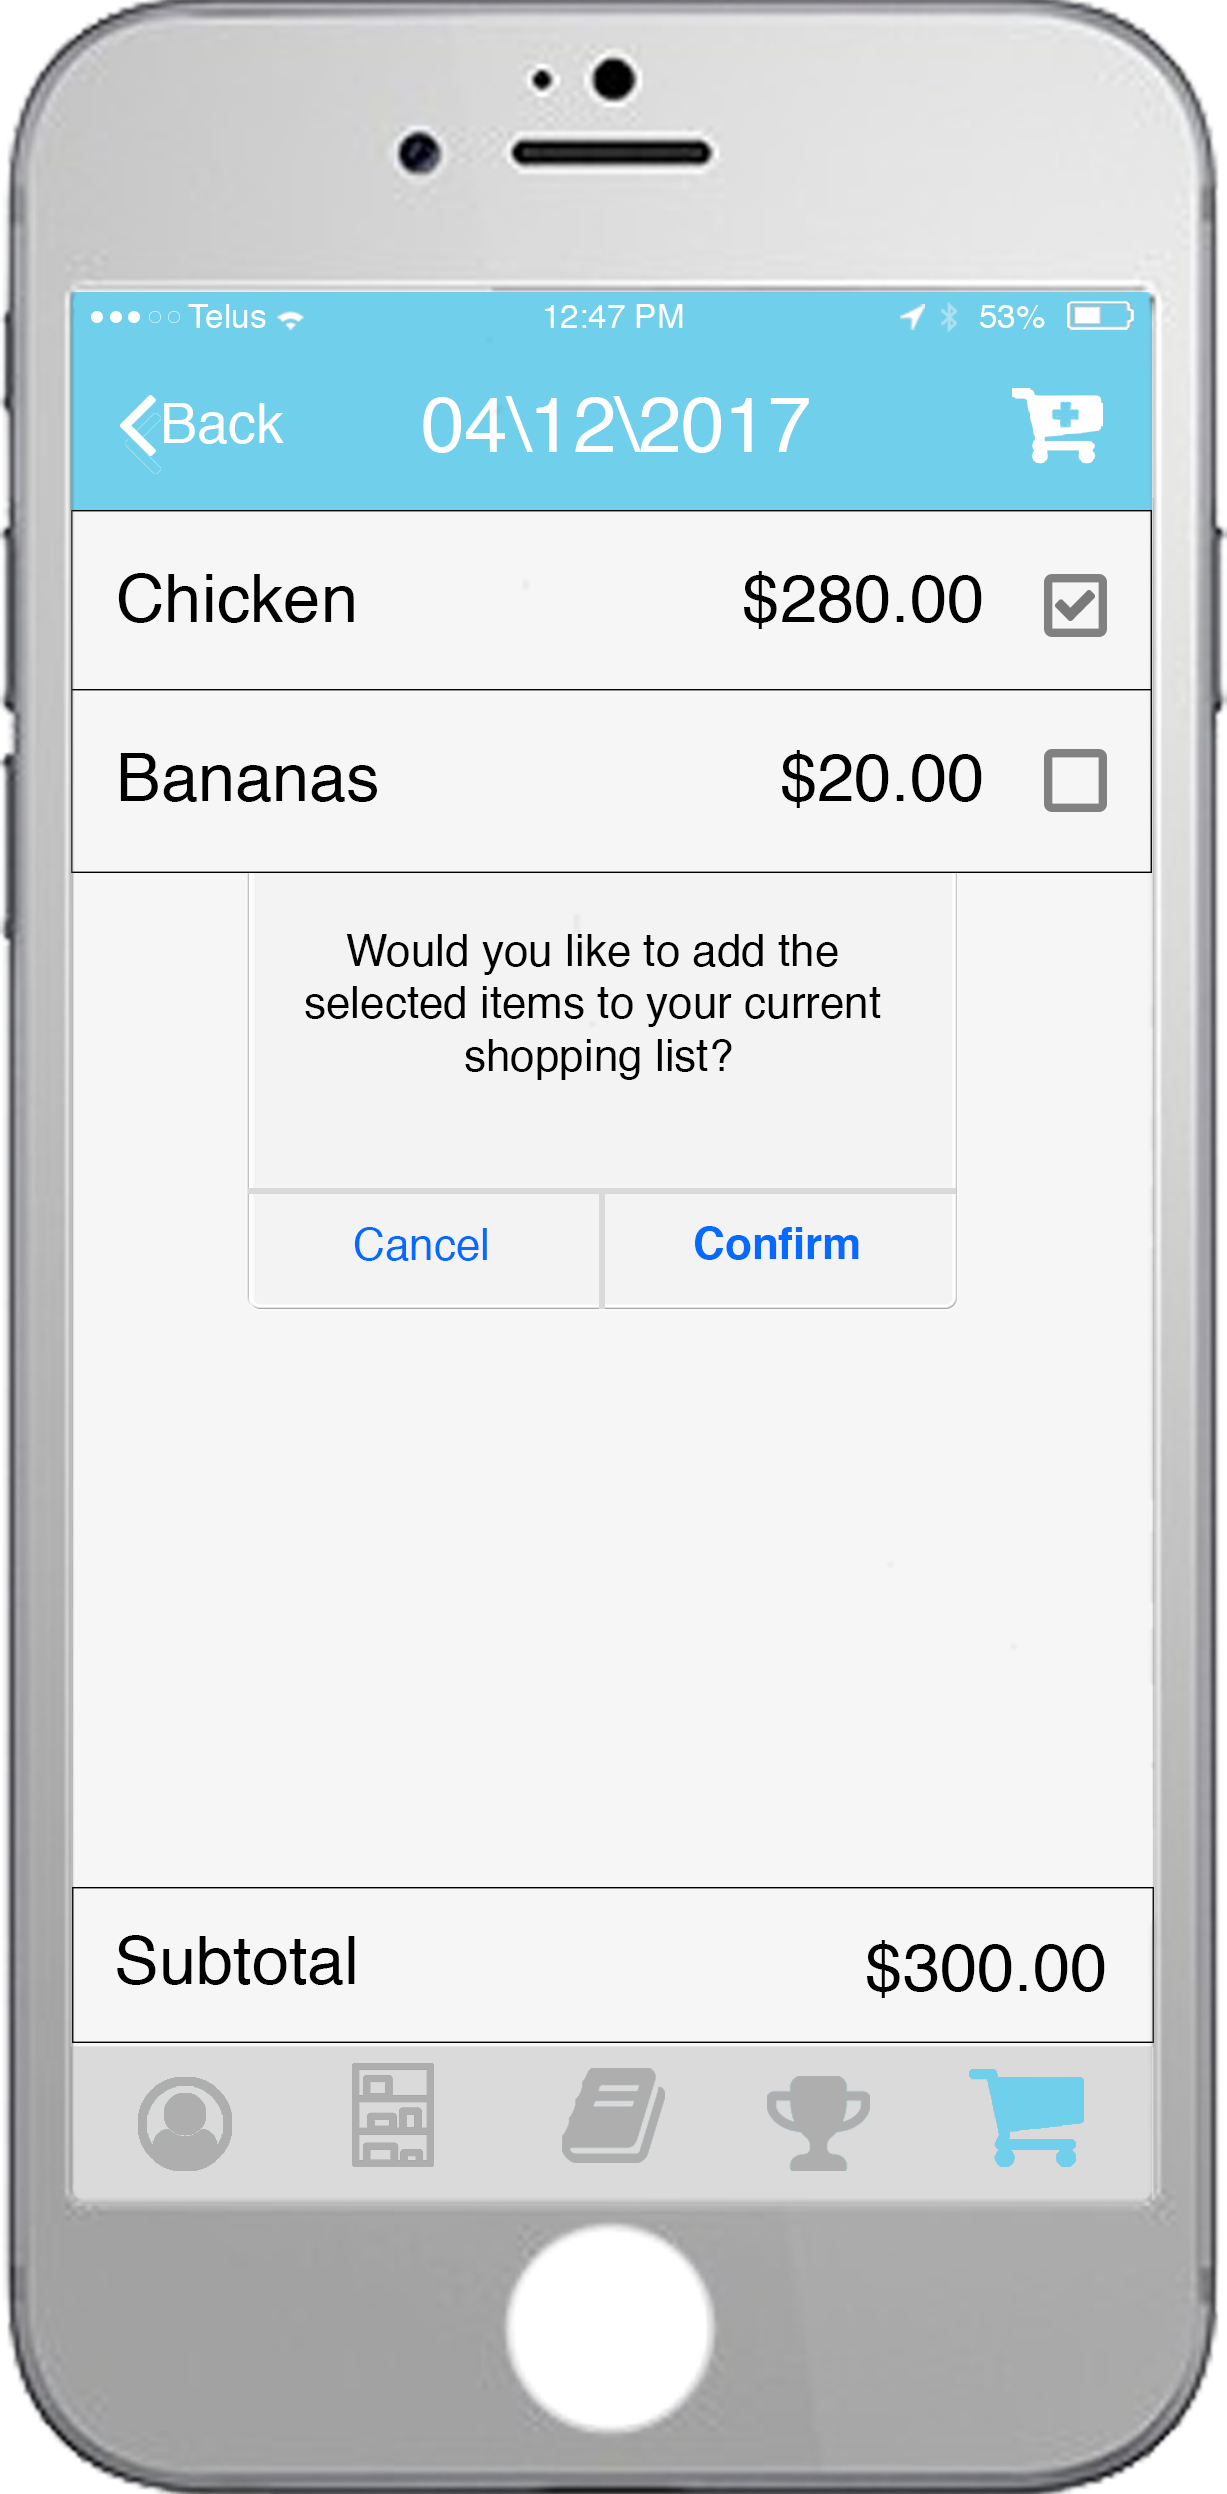 Telus 12:47 PM 53%
Back 04\12\2017
Chicken $280.00
Bananas $20.00
Would you like to add the
selected items to your current
shopping list?
Cancel Confirm
Subtotal $300.00